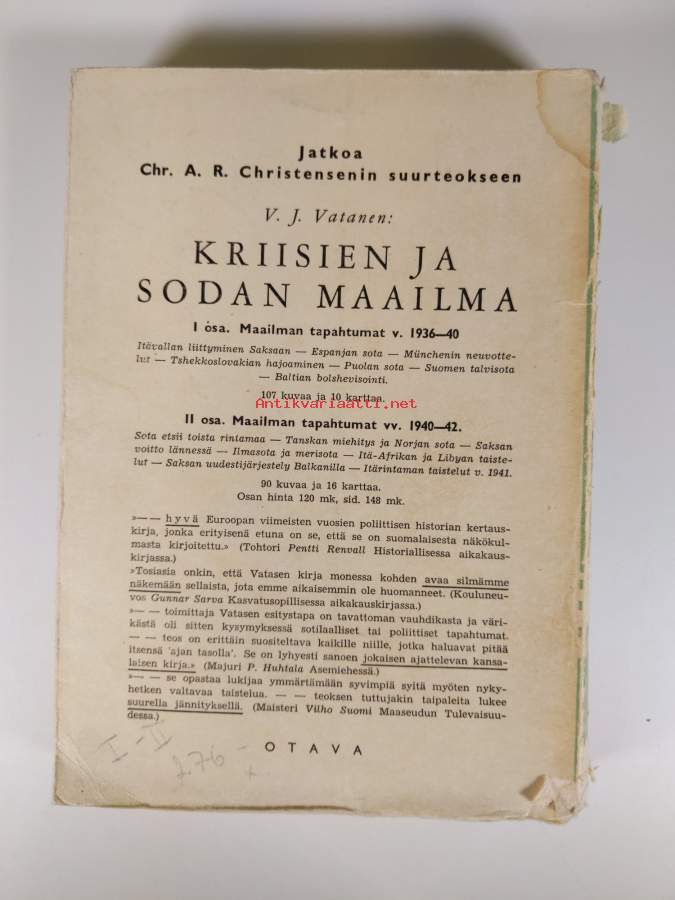 Jatkoa
Chr. A. R. Christensenin suurteokseen
V. J. Vatanen:
KRIISIEN JA
SODAN MAAILMA
I osa. Maailman tapahtumat v. 1936—40
Itävallan liittyminen Saksaan — Espanjan sota — Münchenin neuvotte-
lut — Tshekkoslovakian hajoaminen — Puolan sota — Suomen talvisota
— Baltian bolshevisointi.
107 kuvaa ja 10 karttaa.
Antikvariaatti.net
II osa. Maailman tapahtumat vv. 1940—42.
Sota etsii toista rintamaa — Tanskan miehitys ja Norjan sota — Saksan
voitto lännessä — Ilmasota ja merisota — Itä-Afrikan ja Libyan taiste-
lut — Saksan uudestijärjestely Balkanilla — Itärintaman taistelut v. 1941.
90 kuvaa ja 16 karttaa.
Osan hinta 120 mk, sid. 148 mk.
»— — hyvä Euroopan viimeisten vuosien poliittisen historian kertaus-
kirja, jonka erityisenä etuna on se, että se on suomalaisesta näkökul-
masta kirjoitettu.» (Tohtori Pentti Renvall Historiallisessa aikakaus-
kirjassa.)
»Tosiasia onkin, että Vatasen kirja monessa kohden avaa silmämme
näkemään sellaista, jota emme aikaisemmin ole huomanneet. (Kouluneu-
vos Gunnar Sarva Kasvatusopillisessa aikakauskirjassa.)
»— — toimittaja Vatasen esitystapa on tavattoman vauhdikasta ja väri-
kästä oli sitten kysymyksessä sotilaalliset tai poliittiset tapahtumat.
— — teos on erittäin suositeltava kaikille niille, jotka haluavat pitää
itsensä 'ajan tasolla'. Se on lyhyesti sanoen jokaisen ajattelevan kansa-
laisen kirja.» (Majuri P. Huhtala Asemiehessä.)
»— — se opastaa lukijaa ymmärtämään syvimpiä syitä myöten nyky-
hetken valtavaa taistelua. — — teoksen tuttujakin taipaleita lukee
suurella jännityksellä. (Maisteri Vilho Suomi Maaseudun Tulevaisuu-
dessa.)
I-II
OTAVA